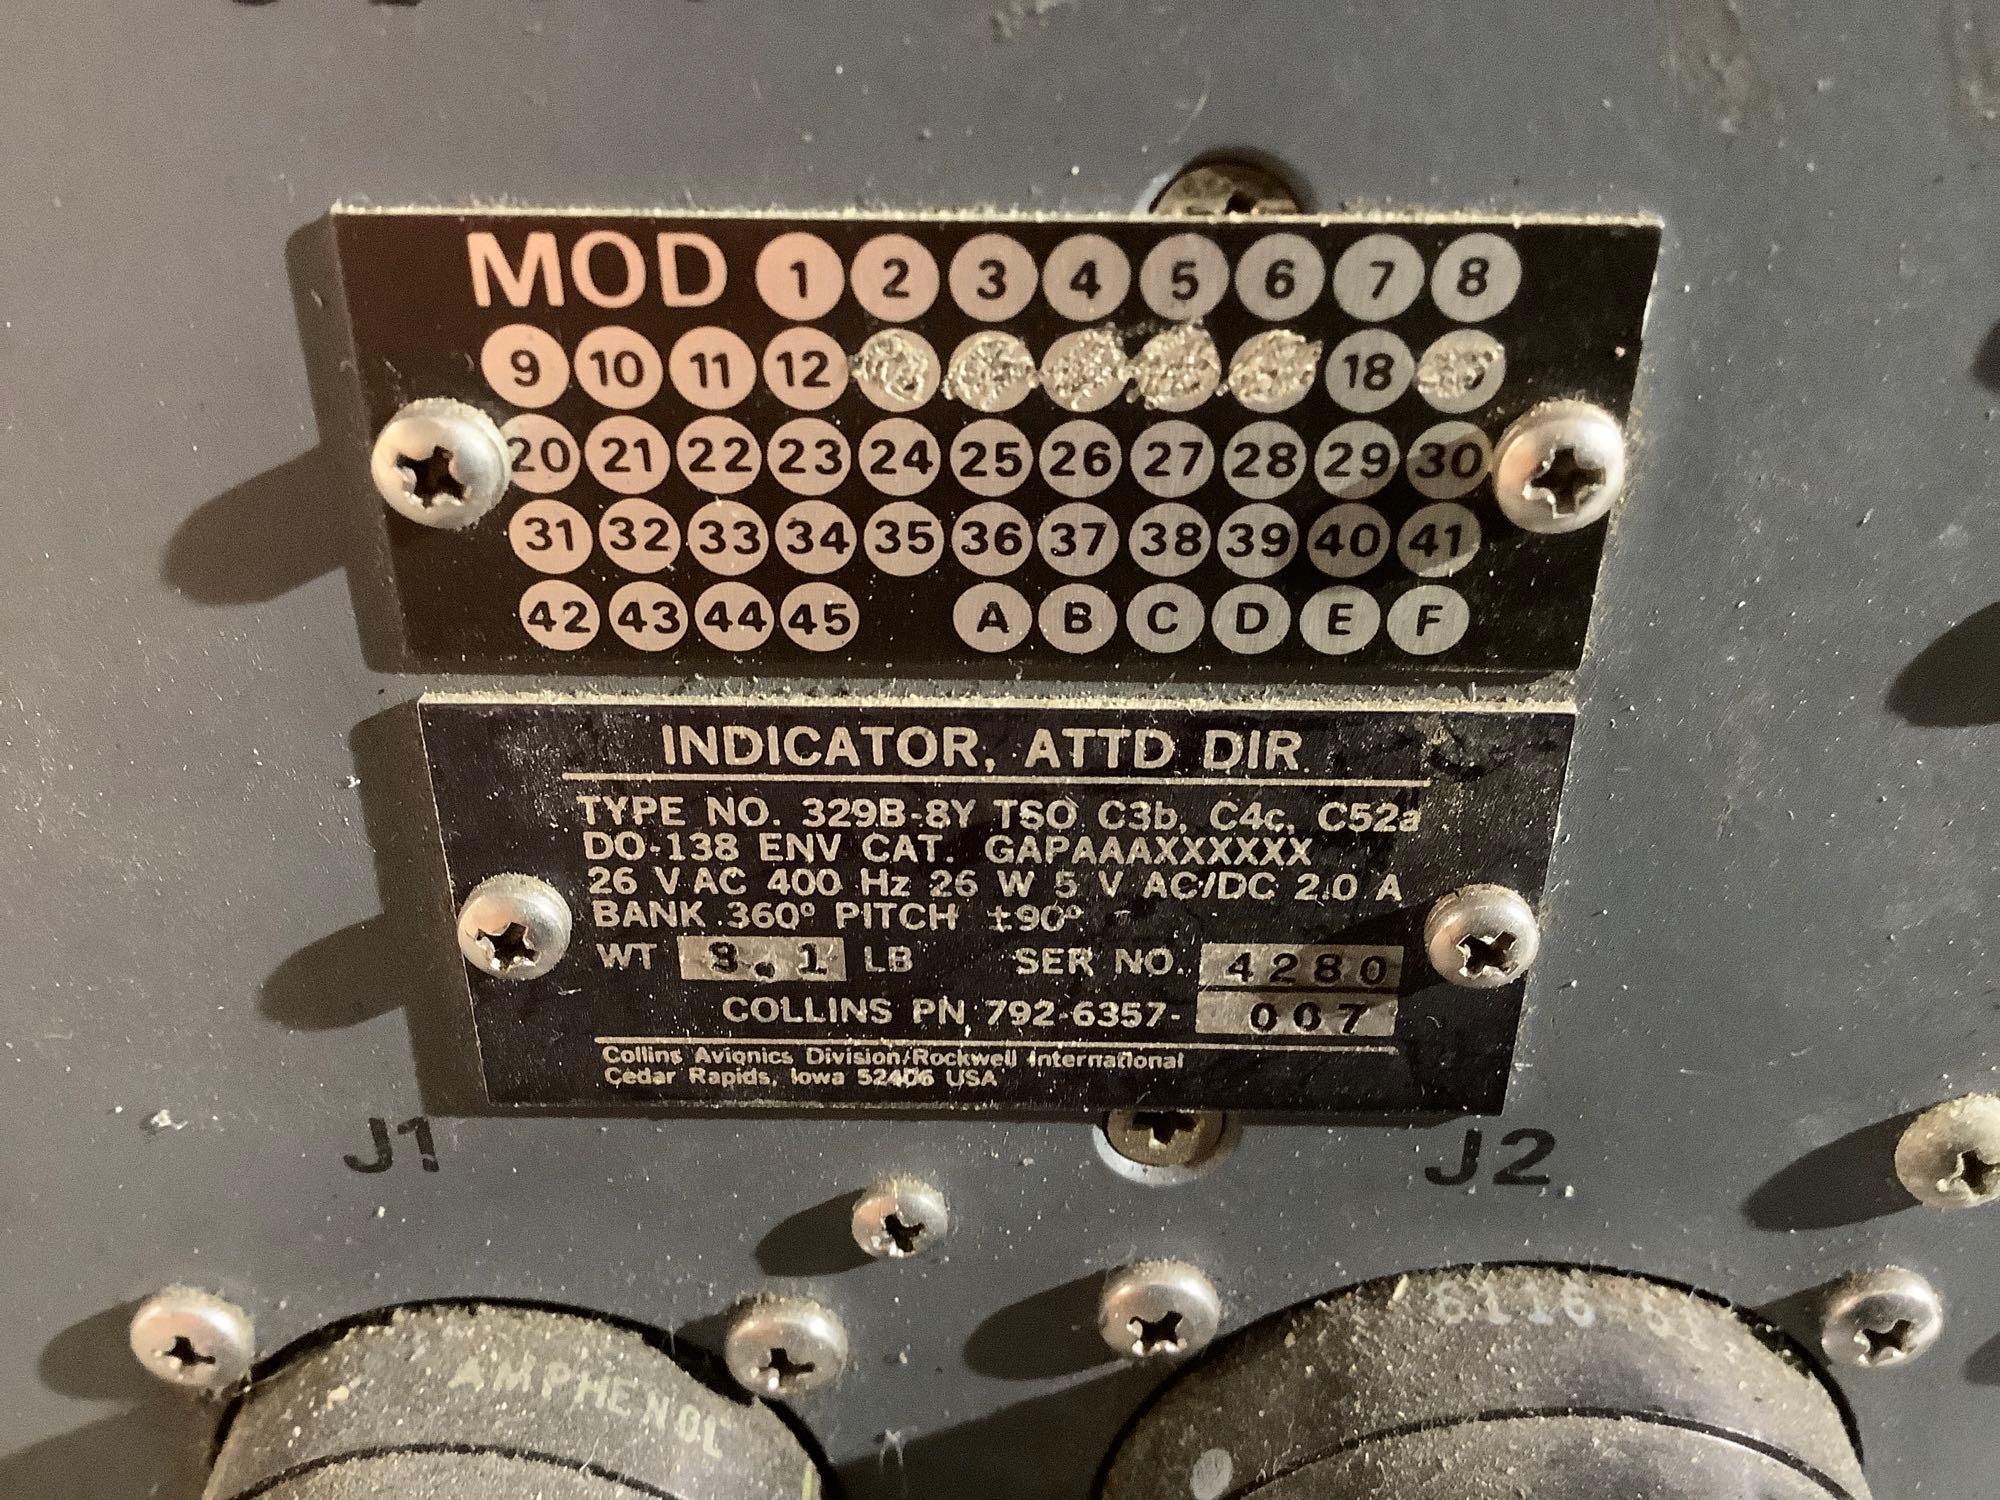 MOD 1 2 3 4 5 6 7 8
9 10 11 12 18
20 21 22 23 24 25 26 27 28 29 30
31 32 33 34 35 36 37 38 39 40 41
42 43 44 45 A B C D E F
INDICATOR, ATTD DIR.
TYPE NO. 329B-8Y TSO C3b, C4c, C52a
DO-138 ENV CAT. GAPAAAXXXXXX
26 V AC 400 Hz 26 W 5 V AC/DC 2.0 A
BANK 360° PITCH ±90°
WT 8.1 LB SER NO. 4280
COLLINS PN 792-6357- 007
Collins Avionics Division/Rockwell International
Cedar Rapids, Iowa 52406 USA
J1 J2
AMPHENOL